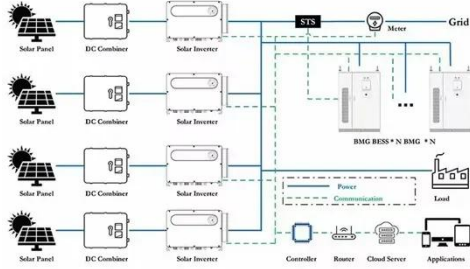 STS
Meter
Grid
Solar Panel
DC Combiner
Solar Inverter
Solar Panel
DC Combiner
Solar Inverter
BMG BESS * N BMG * N
Solar Panel
DC Combiner
Solar Inverter
Power
Communication
Load
Solar Panel
DC Combiner
Solar Inverter
Controller
Router
Cloud Server
Applications